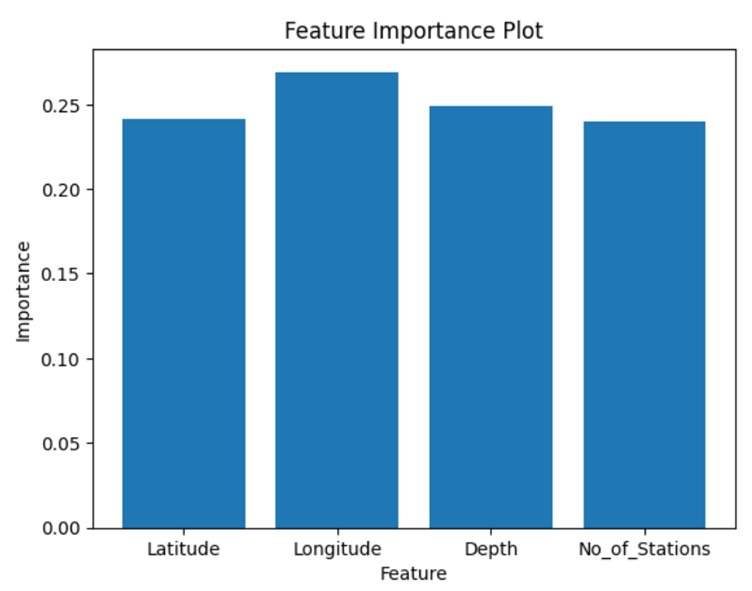 Feature Importance Plot
Importance
0.25
0.20
0.15
0.10
0.05
0.00
Latitude Longitude Depth No_of_Stations
Feature